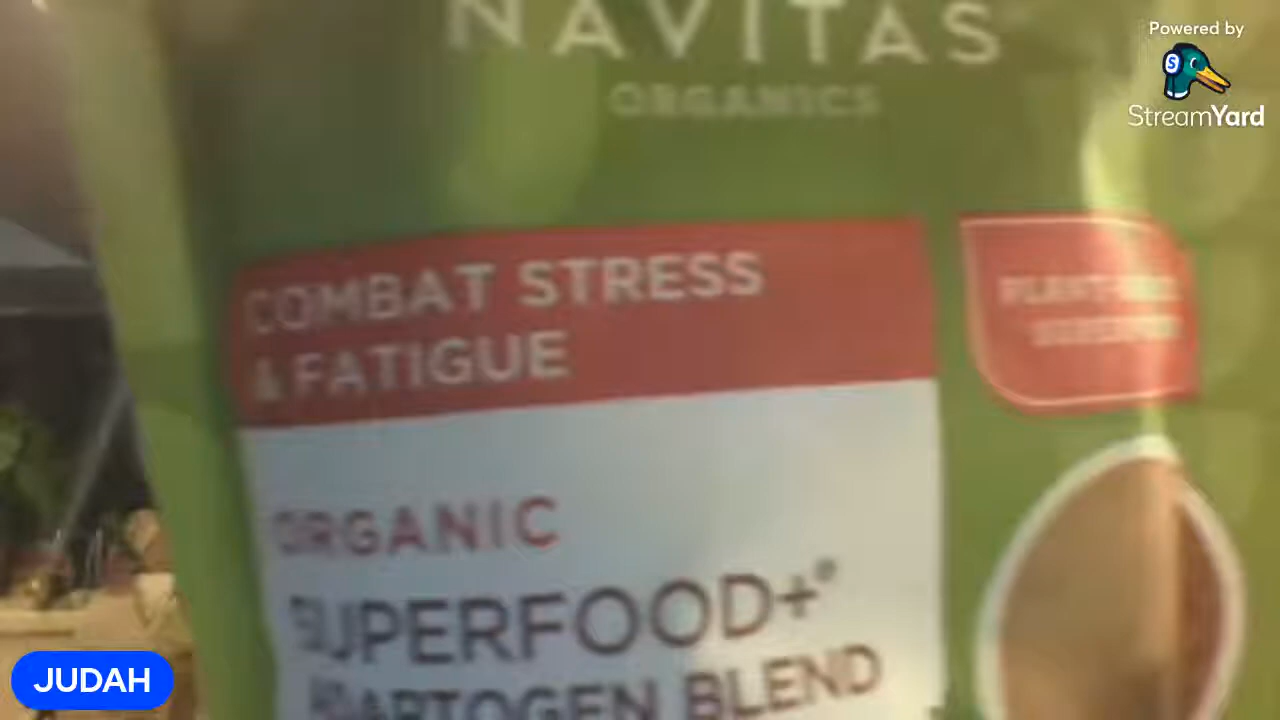 NAVITAS
ORGANICS
Powered by
StreamYard
COMBAT STRESS
& FATIGUE
ORGANIC
SUPERFOOD+
BLEND
JUDAH